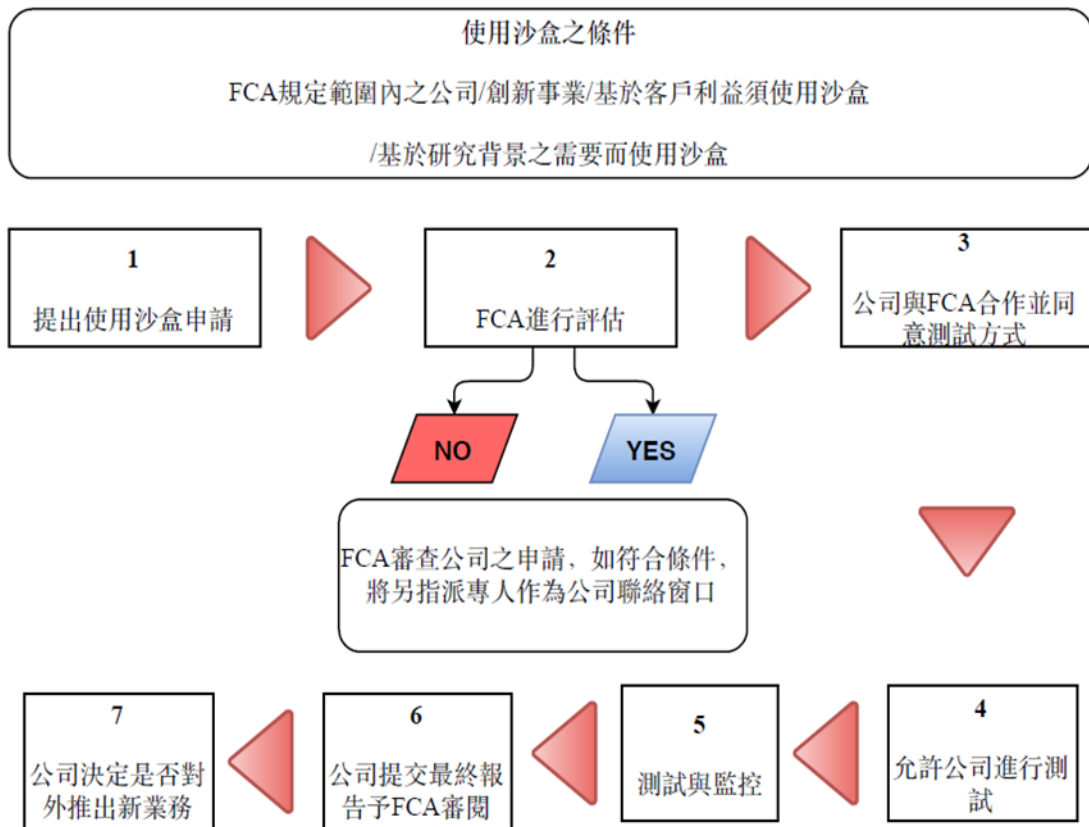 使用沙盒之條件
FCA規定範圍內之公司/創新事業/基於客戶利益須使用沙盒
/基於研究背景之需要而使用沙盒
1
提出使用沙盒申請
2
FCA進行評估
3
公司與FCA合作並同
意測試方式
NO
YES
FCA審查公司之申請，如符合條件，
將另指派專人作為公司聯絡窗口
4
允許公司進行測
試
5
測試與監控
6
公司提交最終報
告予FCA審閱
7
公司決定是否對
外推出新業務